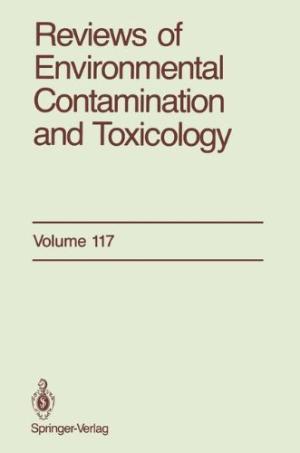 Reviews of
Environmental
Contamination
and Toxicology
Volume 117
Springer-Verlag